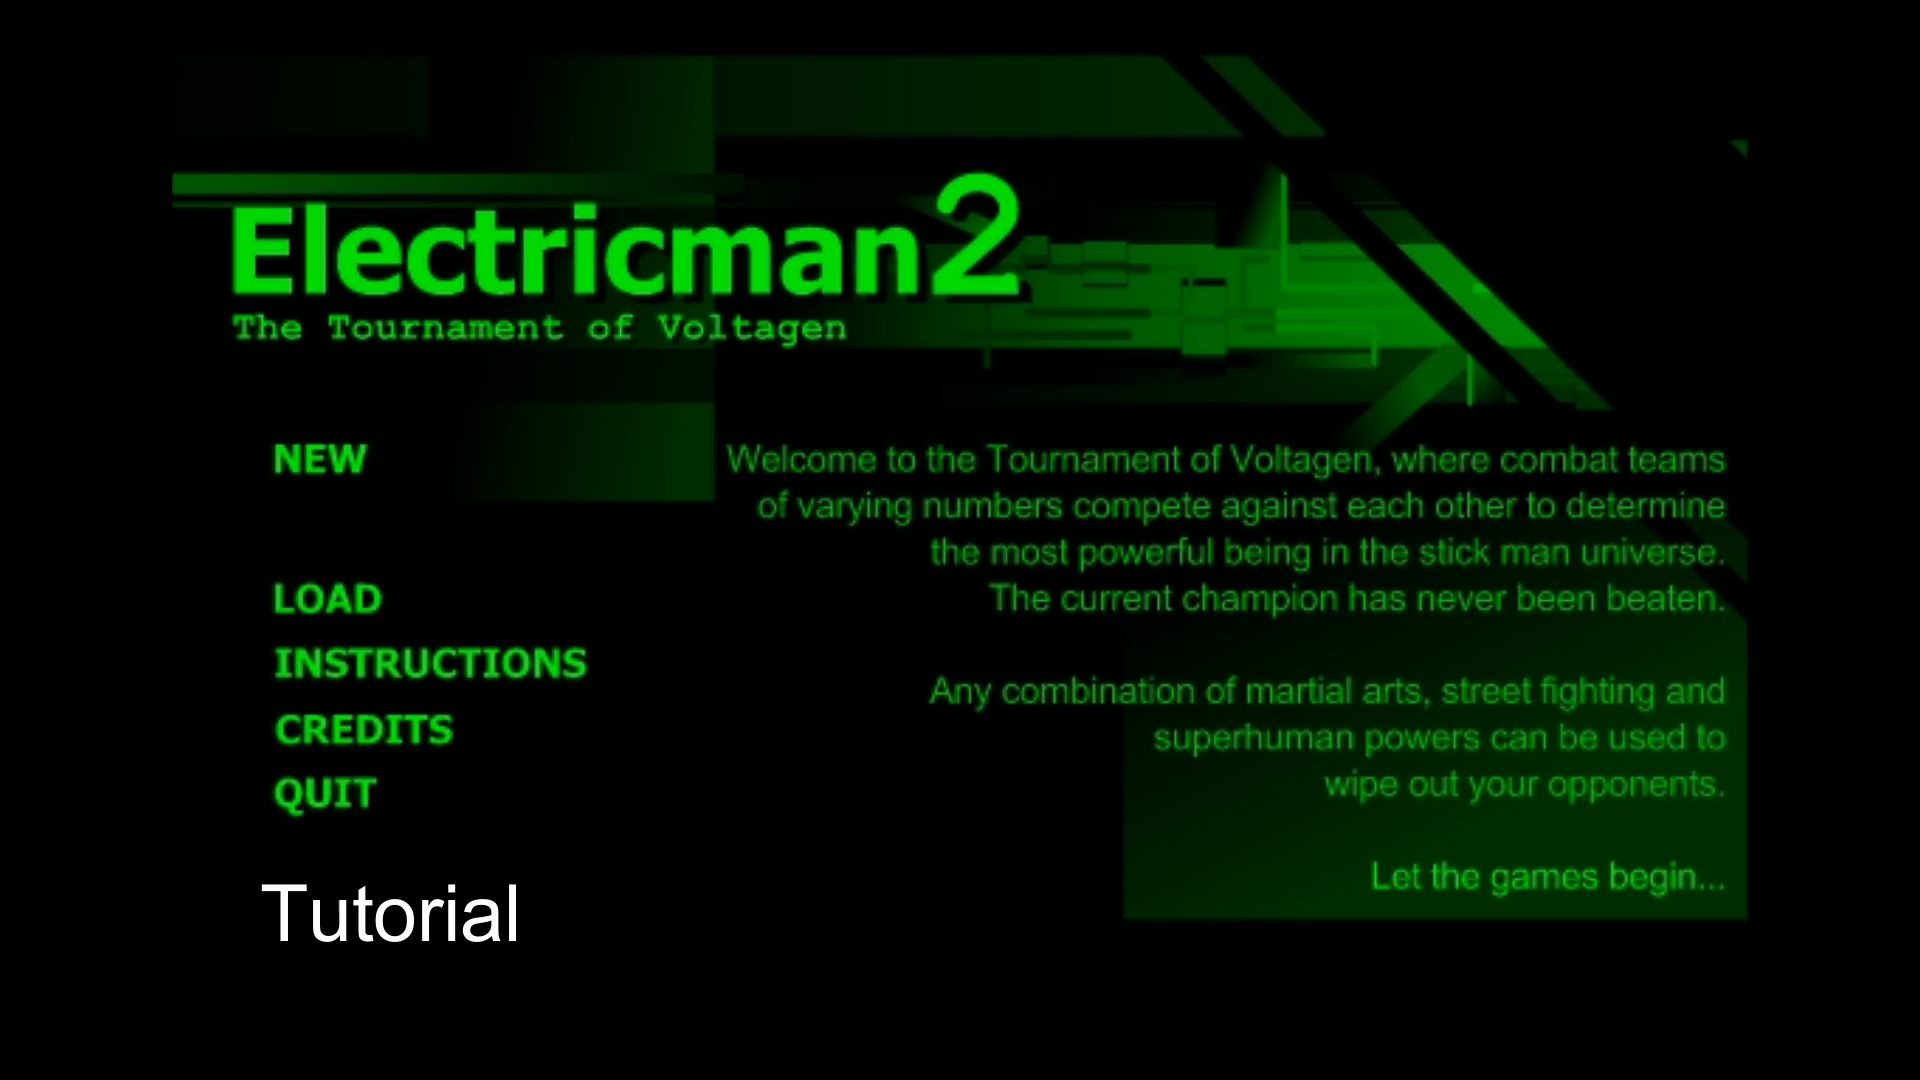 Electricman2
The Tournament of Voltagen
NEW
LOAD
INSTRUCTIONS
CREDITS
QUIT
Welcome to the Tournament of Voltagen, where combat teams
of varying numbers compete against each other to determine
the most powerful being in the stick man universe.
The current champion has never been beaten.
Any combination of martial arts, street fighting and
superhuman powers can be used to
wipe out your opponents.
Let the games begin...
Tutorial